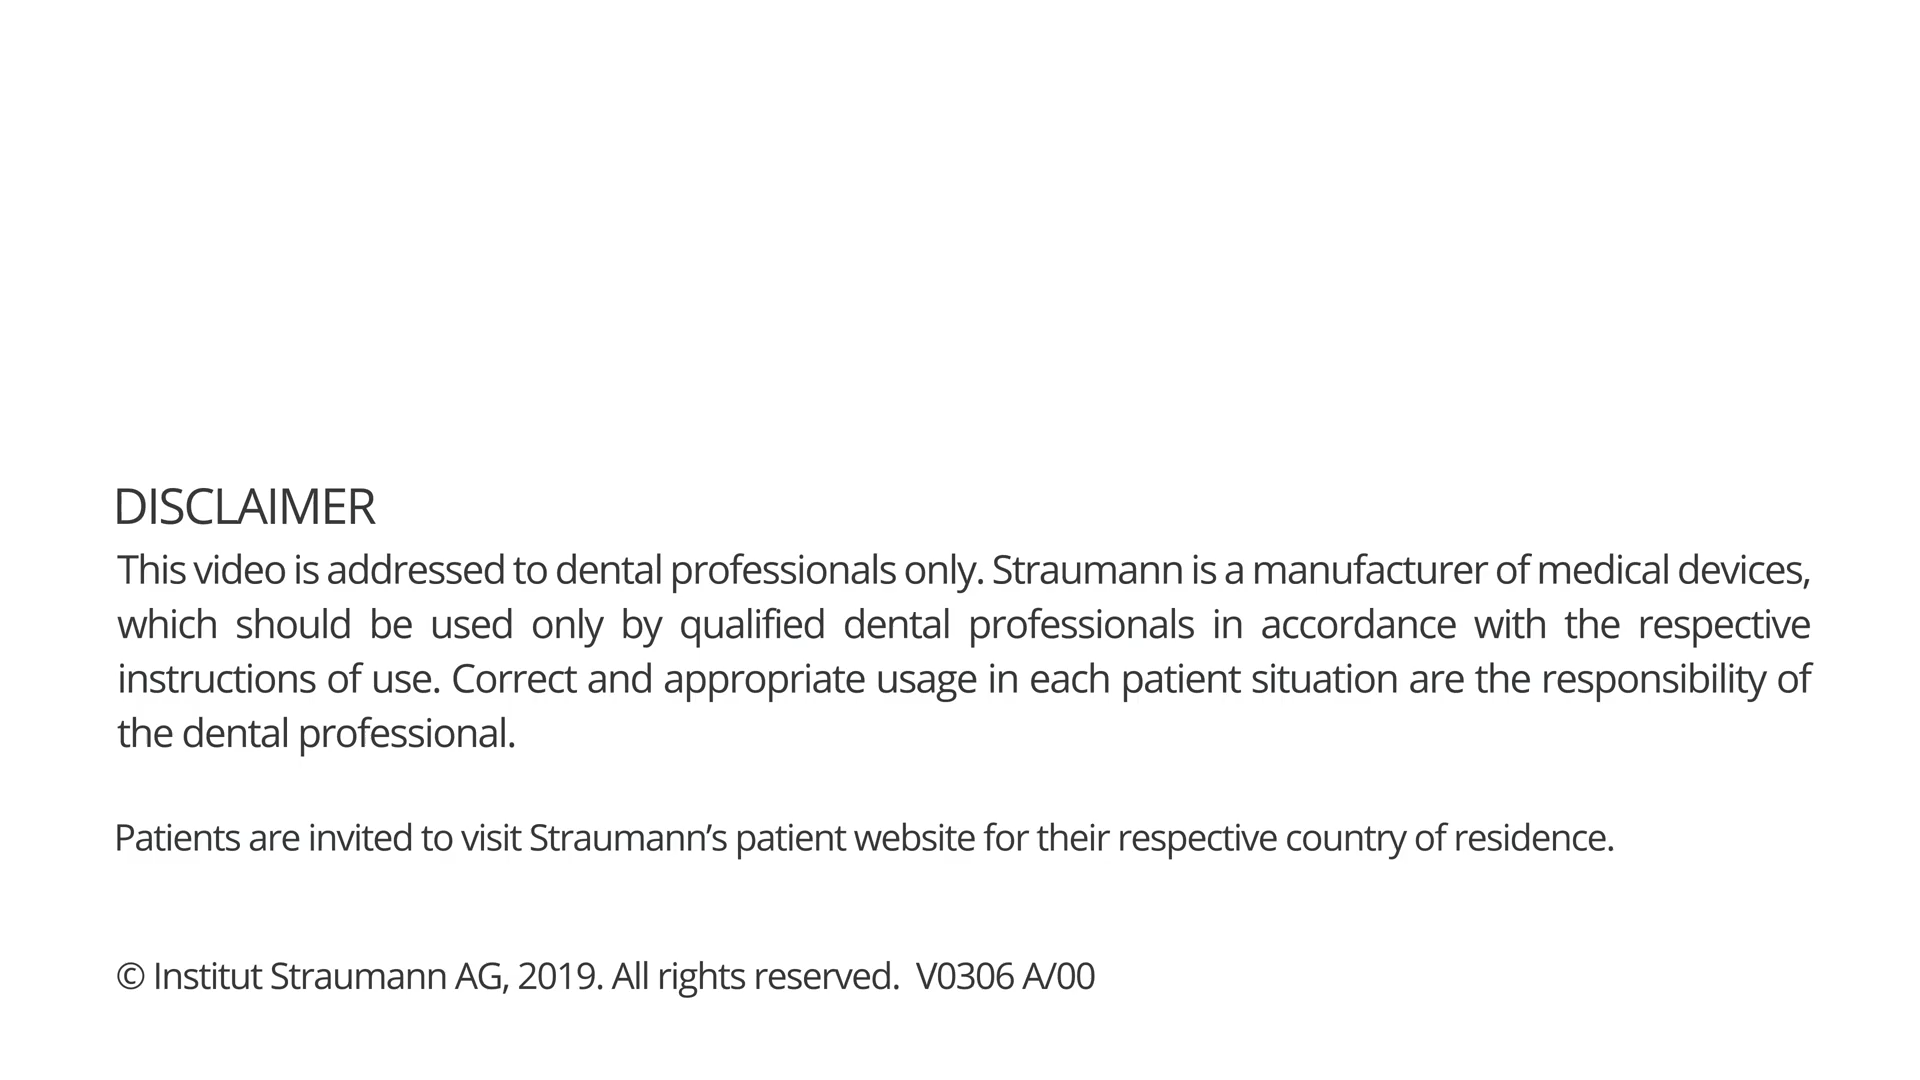 DISCLAIMER
This video is addressed to dental professionals only. Straumann is a manufacturer of medical devices,
which should be used only by qualified dental professionals in accordance with the respective
instructions of use. Correct and appropriate usage in each patient situation are the responsibility of
the dental professional.
Patients are invited to visit Straumann’s patient website for their respective country of residence.
© Institut Straumann AG, 2019. All rights reserved.  V0306 A/00